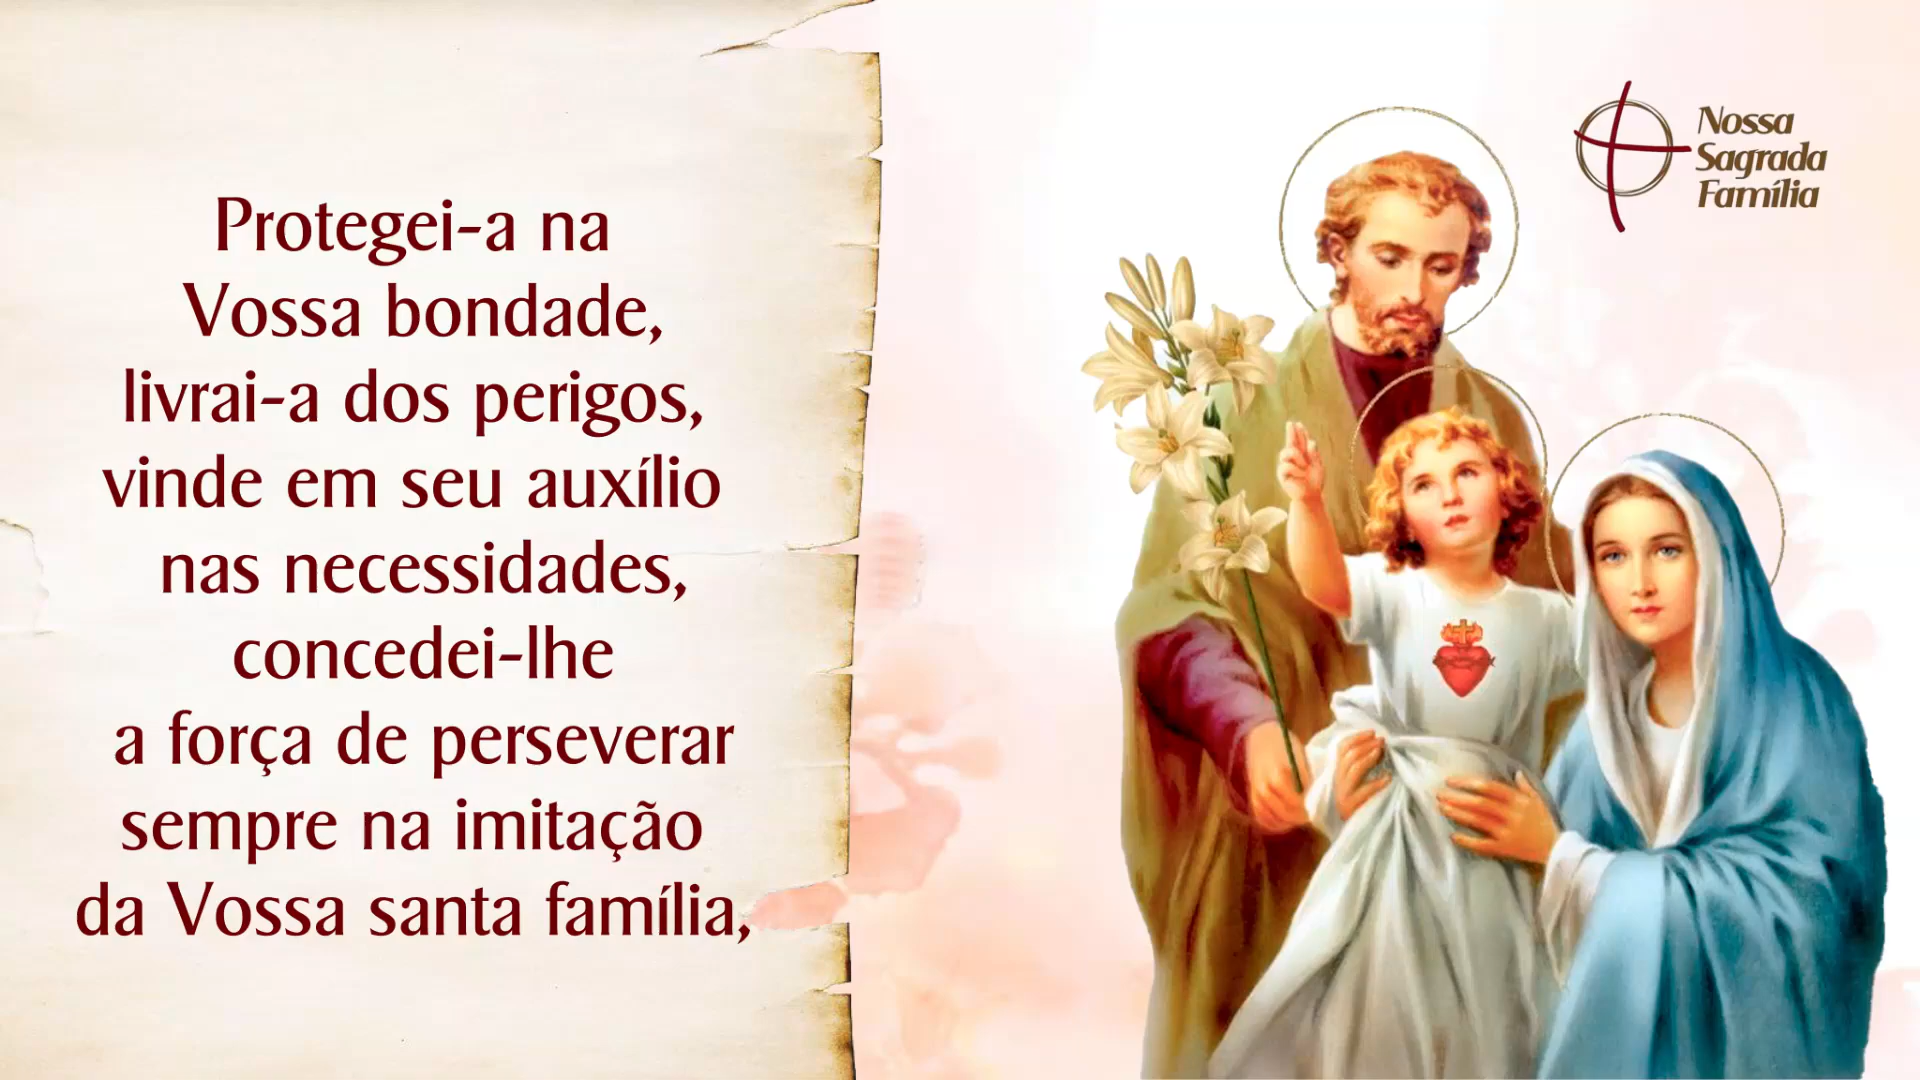 Protegei-a na
Vossa bondade,
livrai-a dos perigos,
vinde em seu auxílio
nas necessidades,
concedei-lhe
a força de perseverar
sempre na imitação
da Vossa santa família,
Nossa
Sagrada
Família